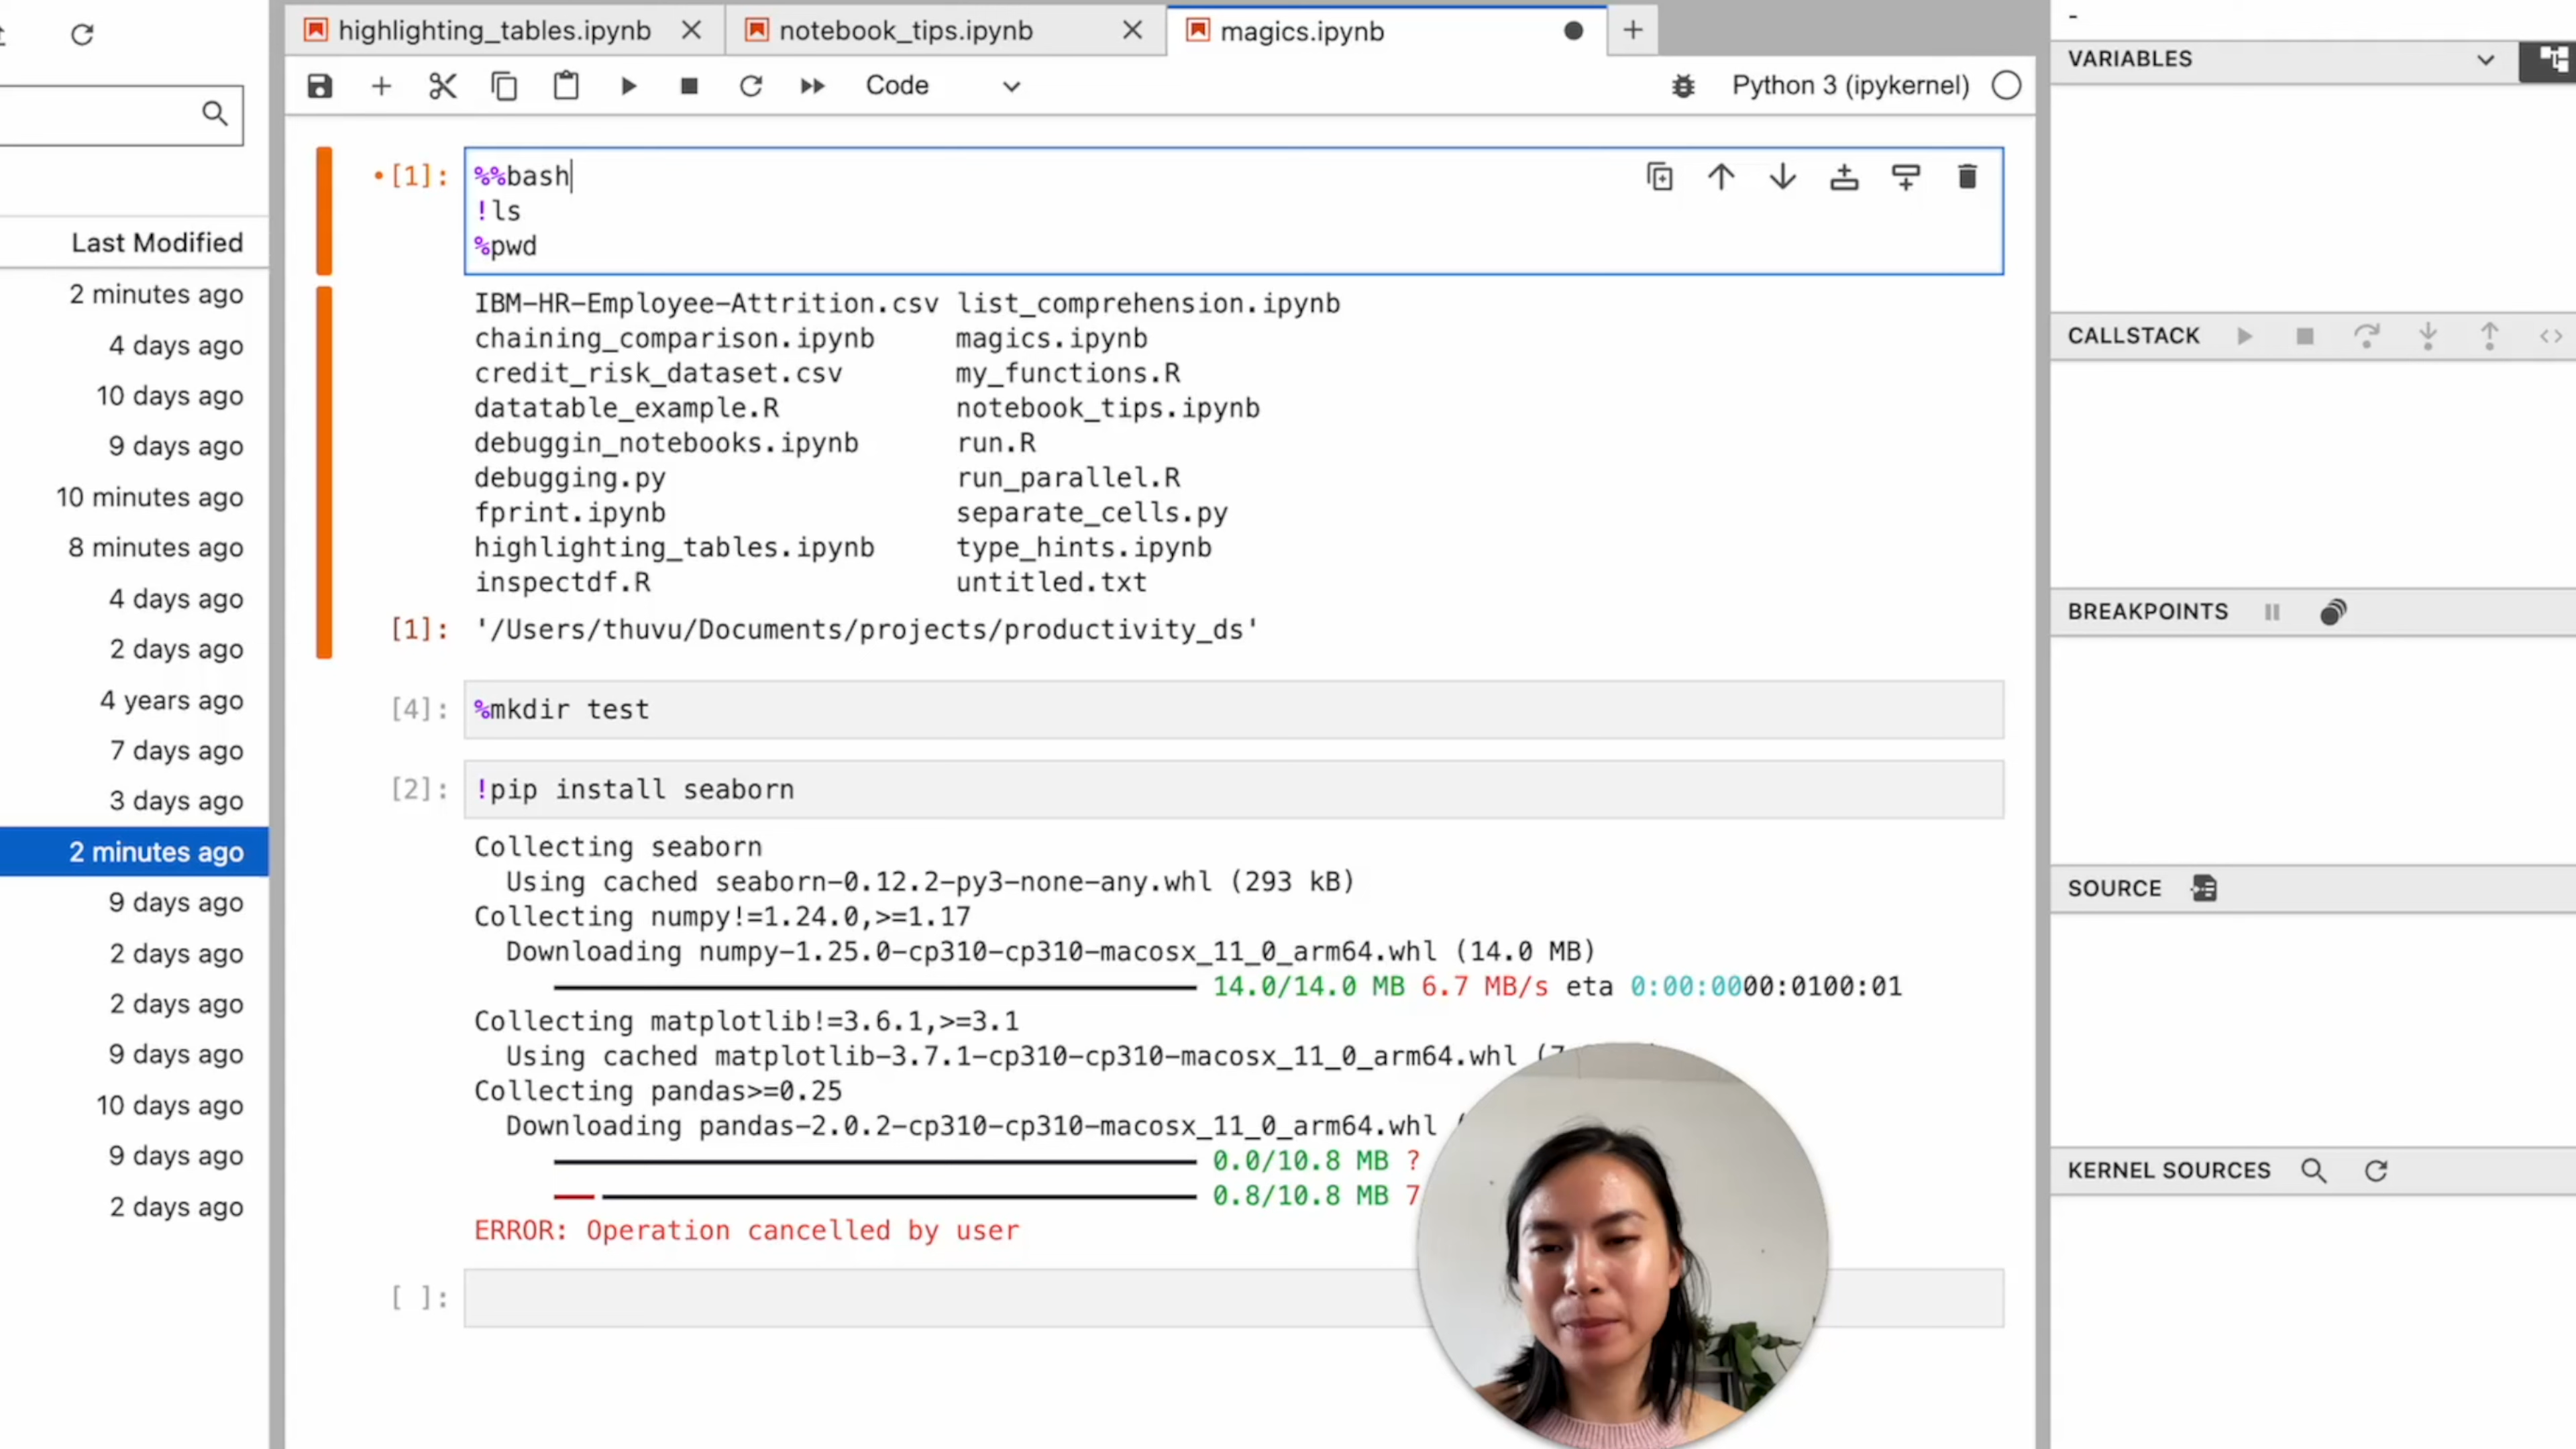 highlighting_tables.ipynb
notebook_tips.ipynb
magics.ipynb
Code
Python 3 (ipykernel)
Last Modified
2 minutes ago
4 days ago
10 days ago
9 days ago
10 minutes ago
8 minutes ago
4 days ago
2 days ago
4 years ago
7 days ago
3 days ago
2 minutes ago
9 days ago
2 days ago
2 days ago
9 days ago
10 days ago
9 days ago
2 days ago
[1]: %%bash
!ls
%pwd
IBM-HR-Employee-Attrition.csv list_comprehension.ipynb
chaining_comparison.ipynb magics.ipynb
credit_risk_dataset.csv my_functions.R
datatable_example.R notebook_tips.ipynb
debuggin_notebooks.ipynb run.R
debugging.py run_parallel.R
fprint.ipynb separate_cells.py
highlighting_tables.ipynb type_hints.ipynb
inspectdf.R untitled.txt
[1]: '/Users/thuvu/Documents/projects/productivity_ds'
[4]: %mkdir test
[2]: !pip install seaborn
Collecting seaborn
Using cached seaborn-0.12.2-py3-none-any.whl (293 kB)
Collecting numpy!=1.24.0,>=1.17
Downloading numpy-1.25.0-cp310-cp310-macosx_11_0_arm64.whl (14.0 MB)
14.0/14.0 MB 6.7 MB/s eta 0:00:0000:0100:01
Collecting matplotlib!=3.6.1,>=3.1
Using cached matplotlib-3.7.1-cp310-cp310-macosx_11_0_arm64.whl (7
Collecting pandas>=0.25
Downloading pandas-2.0.2-cp310-cp310-macosx_11_0_arm64.whl (
0.0/10.8 MB ?
0.8/10.8 MB 7
ERROR: Operation cancelled by user
[ ]:
VARIABLES
CALLSTACK
BREAKPOINTS
SOURCE
KERNEL SOURCES